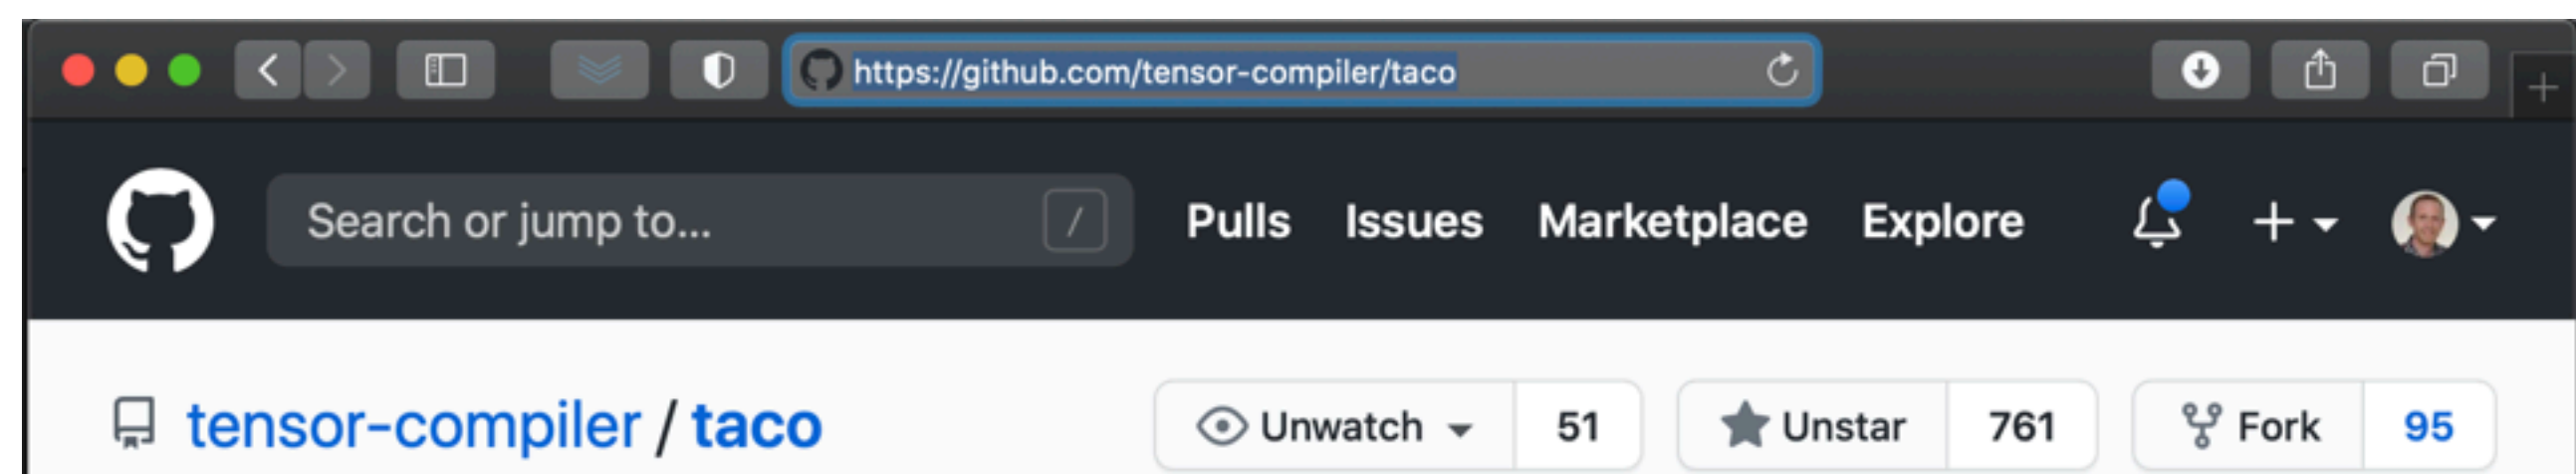 https://github.com/tensor-compiler/taco
Search or jump to... / Pulls Issues Marketplace Explore
tensor-compiler / taco Unwatch 51 Unstar 761 Fork 95